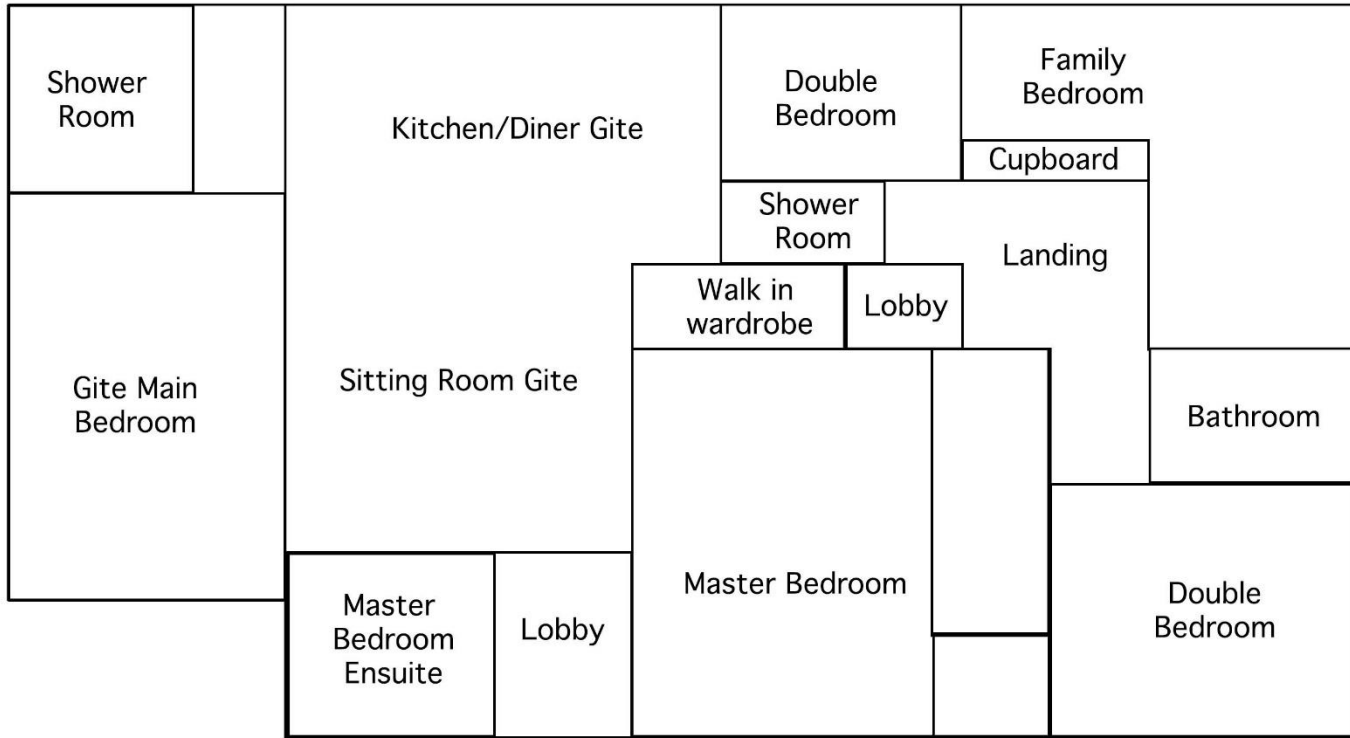 Shower
Room
Kitchen/Diner Gite
Double
Bedroom
Family
Bedroom
Cupboard
Shower
Room
Landing
Walk in
wardrobe
Lobby
Gite Main
Bedroom
Sitting Room Gite
Bathroom
Master Bedroom
Double
Bedroom
Master
Bedroom
Ensuite
Lobby